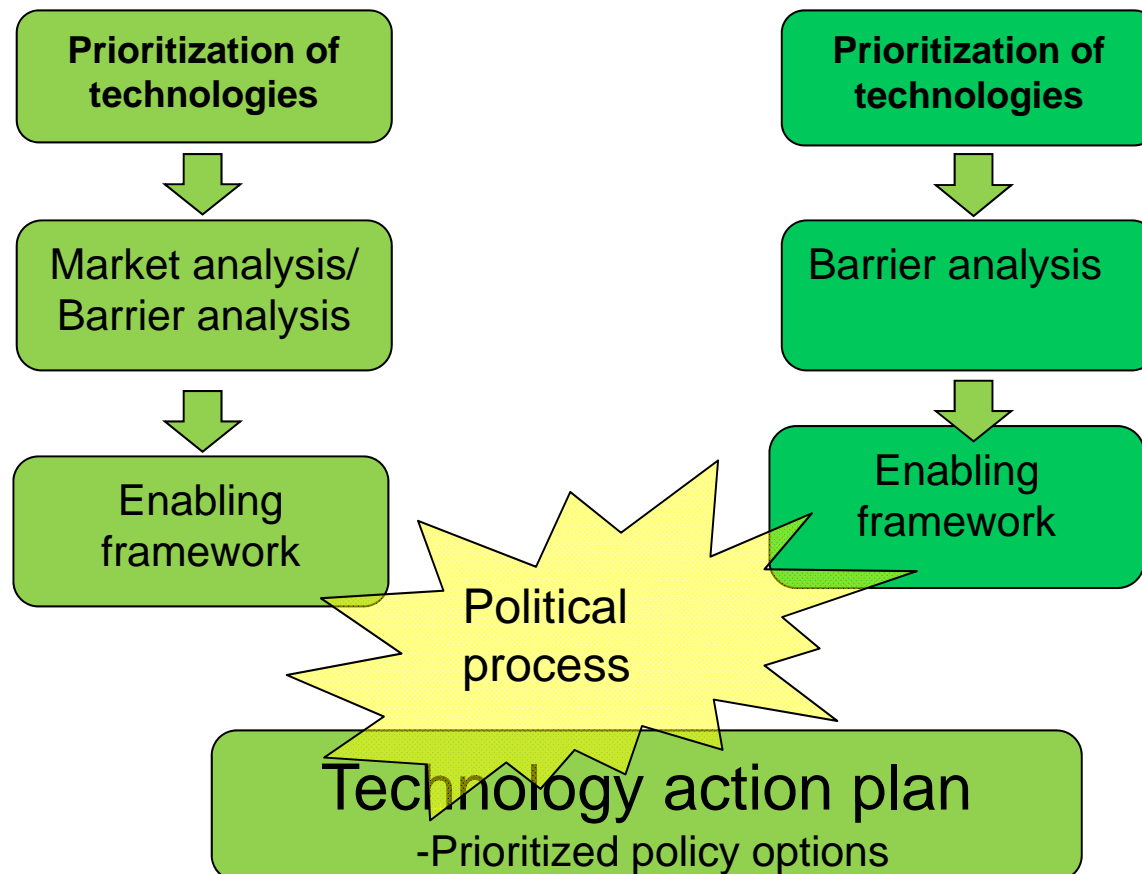 Prioritization of
technologies
Prioritization of
technologies
Market analysis/
Barrier analysis
Barrier analysis
Enabling
framework
Enabling
framework
Political
process
Technology action plan
-Prioritized policy options